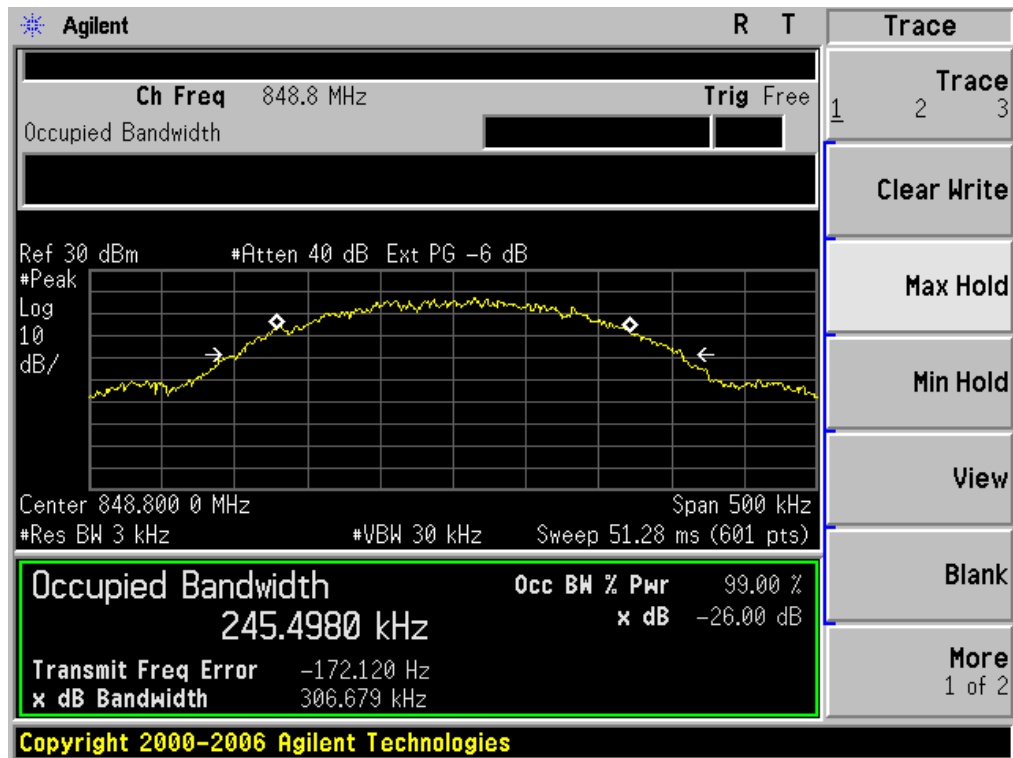 Agilent R T
Ch Freq 848.8 MHz Trig Free
Occupied Bandwidth
Ref 30 dBm #Atten 40 dB Ext PG -6 dB
#Peak
Log
10
dB/
Center 848.800 0 MHz Span 500 kHz
#Res BW 3 kHz #VBW 30 kHz Sweep 51.28 ms (601 pts)
Occupied Bandwidth Occ BW % Pwr 99.00 %
245.4980 kHz x dB -26.00 dB
Transmit Freq Error -172.120 Hz
x dB Bandwidth 306.679 kHz
Copyright 2000-2006 Agilent Technologies
Trace
Trace
1 2 3
Clear Write
Max Hold
Min Hold
View
Blank
More
1 of 2